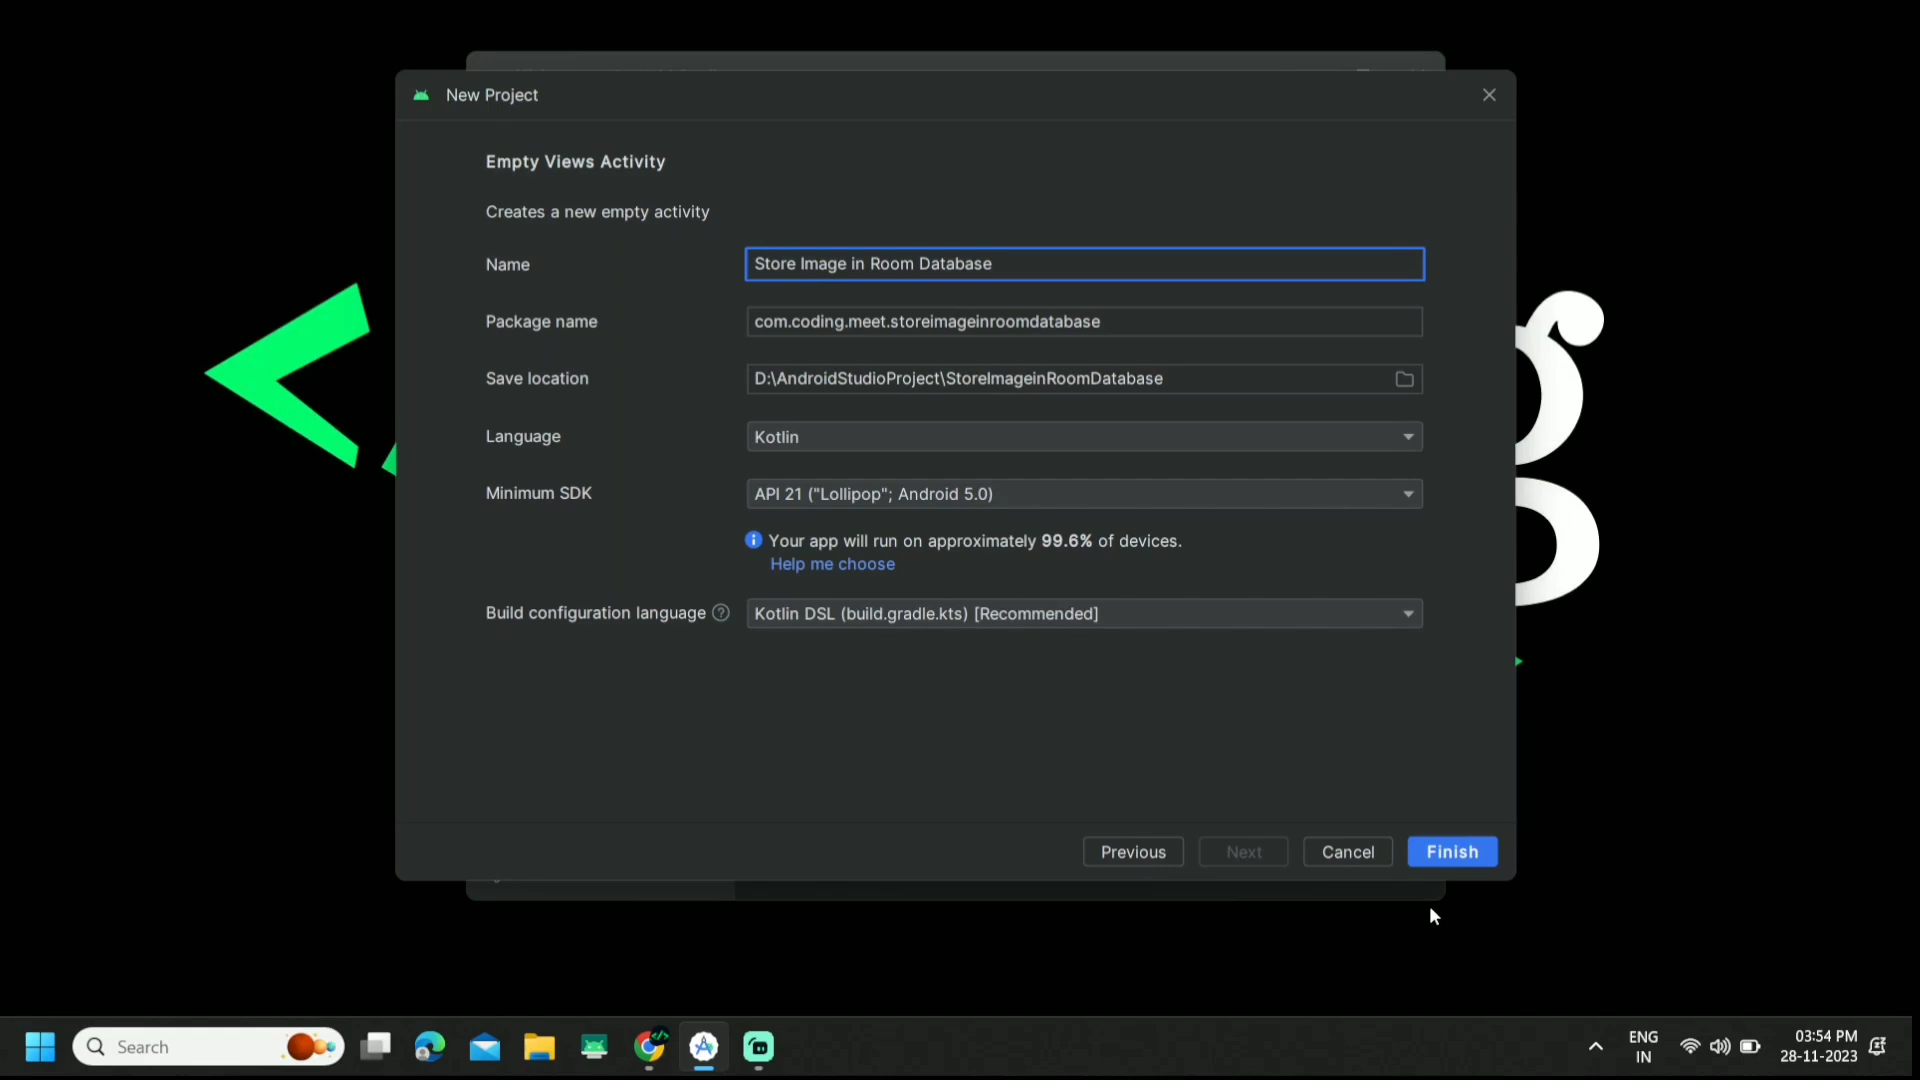 New Project
Empty Views Activity
Creates a new empty activity
Name
Store Image in Room Database
Package name
com.coding.meet.storeimageinroomdatabase
Save location
D:\AndroidStudioProject\StoreImageinRoomDatabase
Language
Kotlin
Minimum SDK
API 21 ("Lollipop"; Android 5.0)
Your app will run on approximately 99.6% of devices.
Help me choose
Build configuration language ?
Kotlin DSL (build.gradle.kts) [Recommended]
Previous
Next
Cancel
Finish
Search
ENG
IN
03:54 PM
28-11-2023